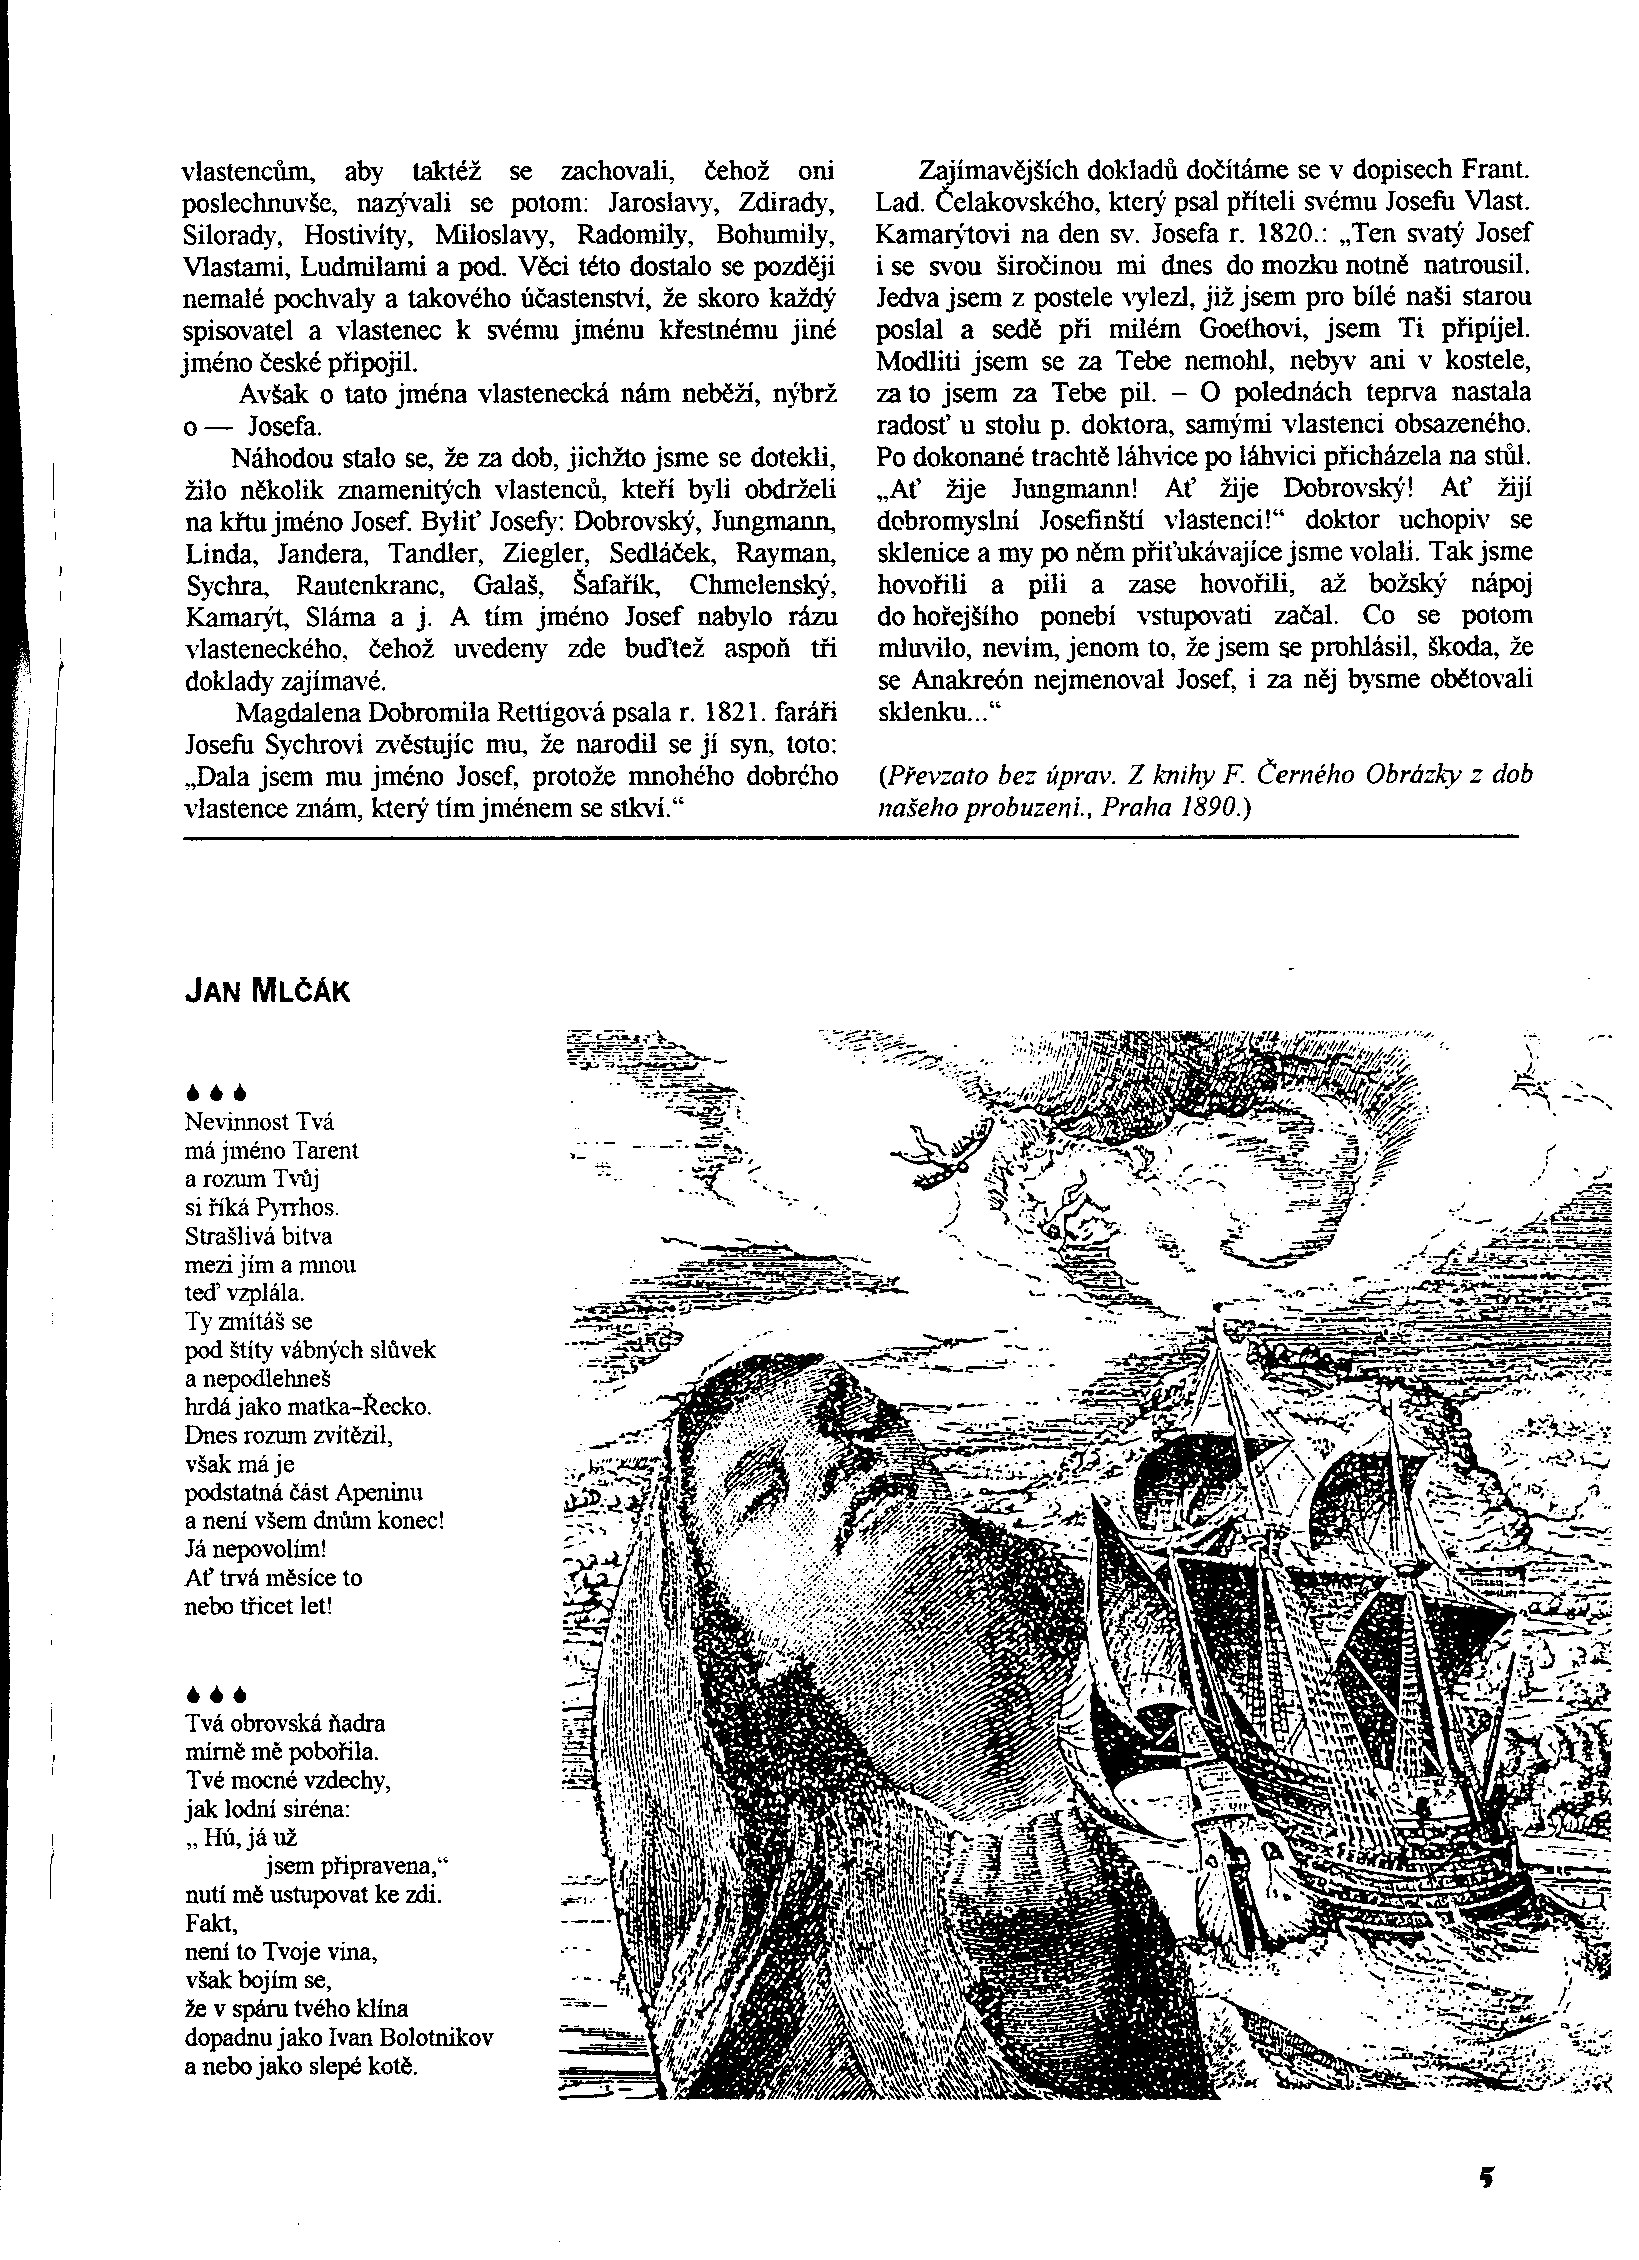 vlastencům, aby taktéž se zachovali, čehož oni
poslechnuvše, nazývali se potom: Jaroslavy, Zdirady,
Silorady, Hostivíty, Miloslavy, Radomily, Bohumily,
Vlastami, Ludmilami a pod. Věci této dostalo se později
nemalé pochvaly a takového účastenství, že skoro každý
spisovatel a vlastenec k svému jménu křestnému jiné
jméno české připojil.
Avšak o tato jména vlastenecká nám neběží, nýbrž
o — Josefa.
Náhodou stalo se, že za dob, jichžto jsme se dotekli,
žilo několik znamenitých vlastenců, kteří byli obdrželi
na křtu jméno Josef. Byliť Josefy: Dobrovský, Jungmann,
Linda, Jandera, Tandler, Ziegler, Sedláček, Rayman,
Sychra, Rautenkranc, Galaš, Šafařík, Chmelenský,
Kamarýt, Sláma a j. A tím jméno Josef nabylo rázu
vlasteneckého, čehož uvedeny zde buďtež aspoň tři
doklady zajímavé.
Magdalena Dobromila Rettigová psala r. 1821. faráři
Josefu Sychrovi zvěstujíc mu, že narodil se jí syn, toto:
„Dala jsem mu jméno Josef, protože mnohého dobrého
vlastence znám, který tím jménem se stkví.“
Zajímavějších dokladů dočítáme se v dopisech Frant.
Lad. Čelakovského, který psal příteli svému Josefu Vlast.
Kamarýtovi na den sv. Josefa r. 1820.: „Ten svatý Josef
i se svou širočinou mi dnes do mozku notně natrousil.
Jedva jsem z postele vylezl, již jsem pro bílé naši starou
poslal a sedě při milém Goethovi, jsem Ti připíjel.
Modliti jsem se za Tebe nemohl, nebyv ani v kostele,
za to jsem za Tebe pil. – O polednách teprva nastala
radosť u stolu p. doktora, samými vlastenci obsazeného.
Po dokonané trachtě láhvice po láhvici přicházela na stůl.
„Ať žije Jungmann! Ať žije Dobrovský! Ať žijí
dobromyslní Josefinští vlastenci!“ doktor uchopiv se
sklenice a my po něm přiťukávajíce jsme volali. Tak jsme
hovořili a pili a zase hovořili, až božský nápoj
do hořejšího ponebí vstupovati začal. Co se potom
mluvilo, nevím, jenom to, že jsem se prohlásil, škoda, že
se Anakreón nejmenoval Josef, i za něj bysme obětovali
sklenku...“
(Převzato bez úprav. Z knihy F. Černého Obrázky z dob
našeho probuzení., Praha 1890.)
JAN MLČÁK
Nevinnost Tvá
má jméno Tarent
a rozum Tvůj
si říká Pyrrhos.
Strašlivá bitva
mezi jím a mnou
teď vzplála.
Ty zmítáš se
pod štíty vábných slůvek
a nepodlehneš
hrdá jako matka–Řecko.
Dnes rozum zvítězil,
však má je
podstatná část Apeninu
a není všem dnům konec!
Já nepovolím!
Ať trvá měsíce to
nebo třicet let!
Tvá obrovská ňadra
mírně mě pobořila.
Tvé mocné vzdechy,
jak lodní siréna:
„ Hú, já už
jsem připravena,“
nutí mě ustupovat ke zdi.
Fakt,
není to Tvoje vina,
však bojím se,
že v spáru tvého klína
dopadnu jako Ivan Bolotnikov
a nebo jako slepé kotě.
5